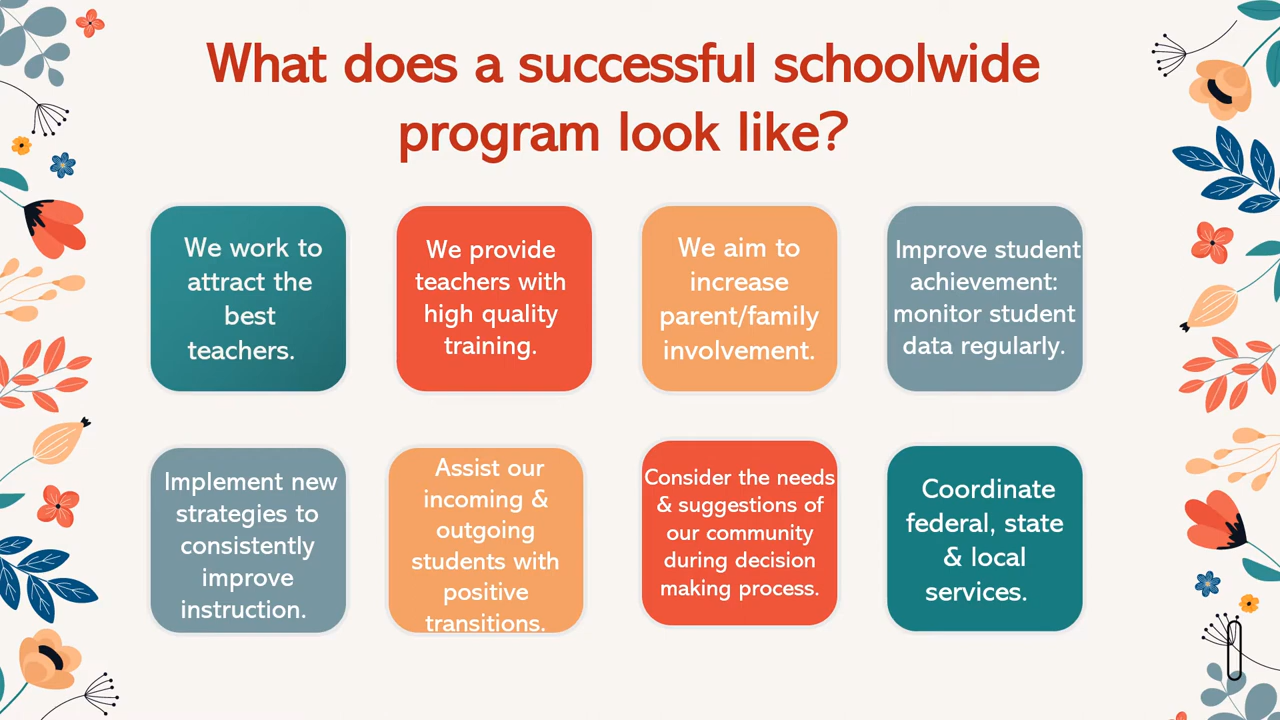 What does a successful schoolwide
program look like?
We work to
attract the
best
teachers.
We provide
teachers with
high quality
training.
We aim to
increase
parent/family
involvement.
Improve student
achievement:
monitor student
data regularly.
Implement new
strategies to
consistently
improve
instruction.
Assist our
incoming &
outgoing
students with
positive
transitions.
Consider the needs
& suggestions of
our community
during decision
making process.
Coordinate
federal, state
& local
services.